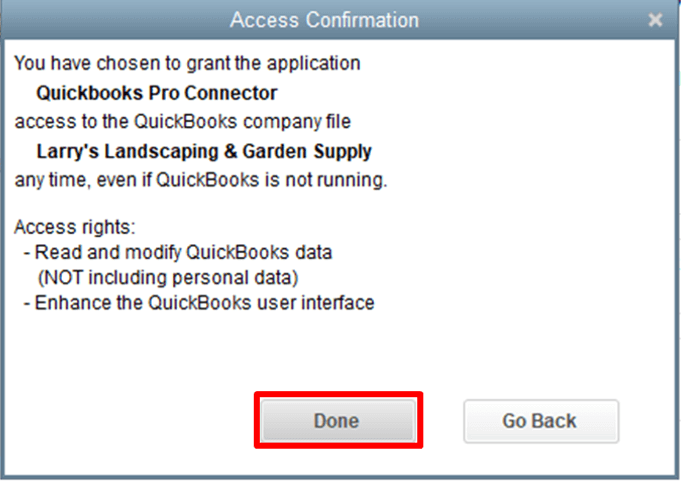 Access Confirmation
You have chosen to grant the application
Quickbooks Pro Connector
access to the QuickBooks company file
Larry's Landscaping & Garden Supply
any time, even if QuickBooks is not running.
Access rights:
- Read and modify QuickBooks data
(NOT including personal data)
- Enhance the QuickBooks user interface
Done
Go Back